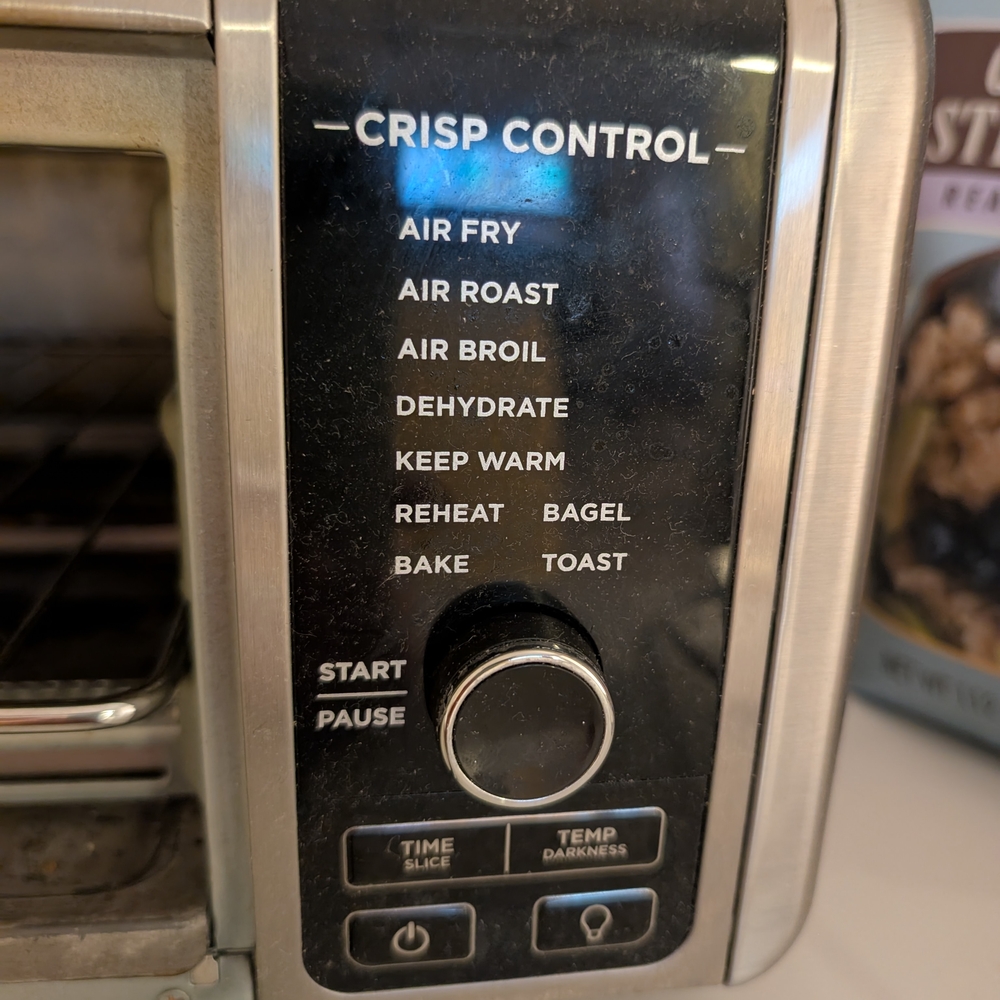 CRISP CONTROL
AIR FRY
AIR ROAST
AIR BROIL
DEHYDRATE
KEEP WARM
REHEAT BAGEL
BAKE TOAST
START
PAUSE
TIME TEMP
SLICE DARKNESS